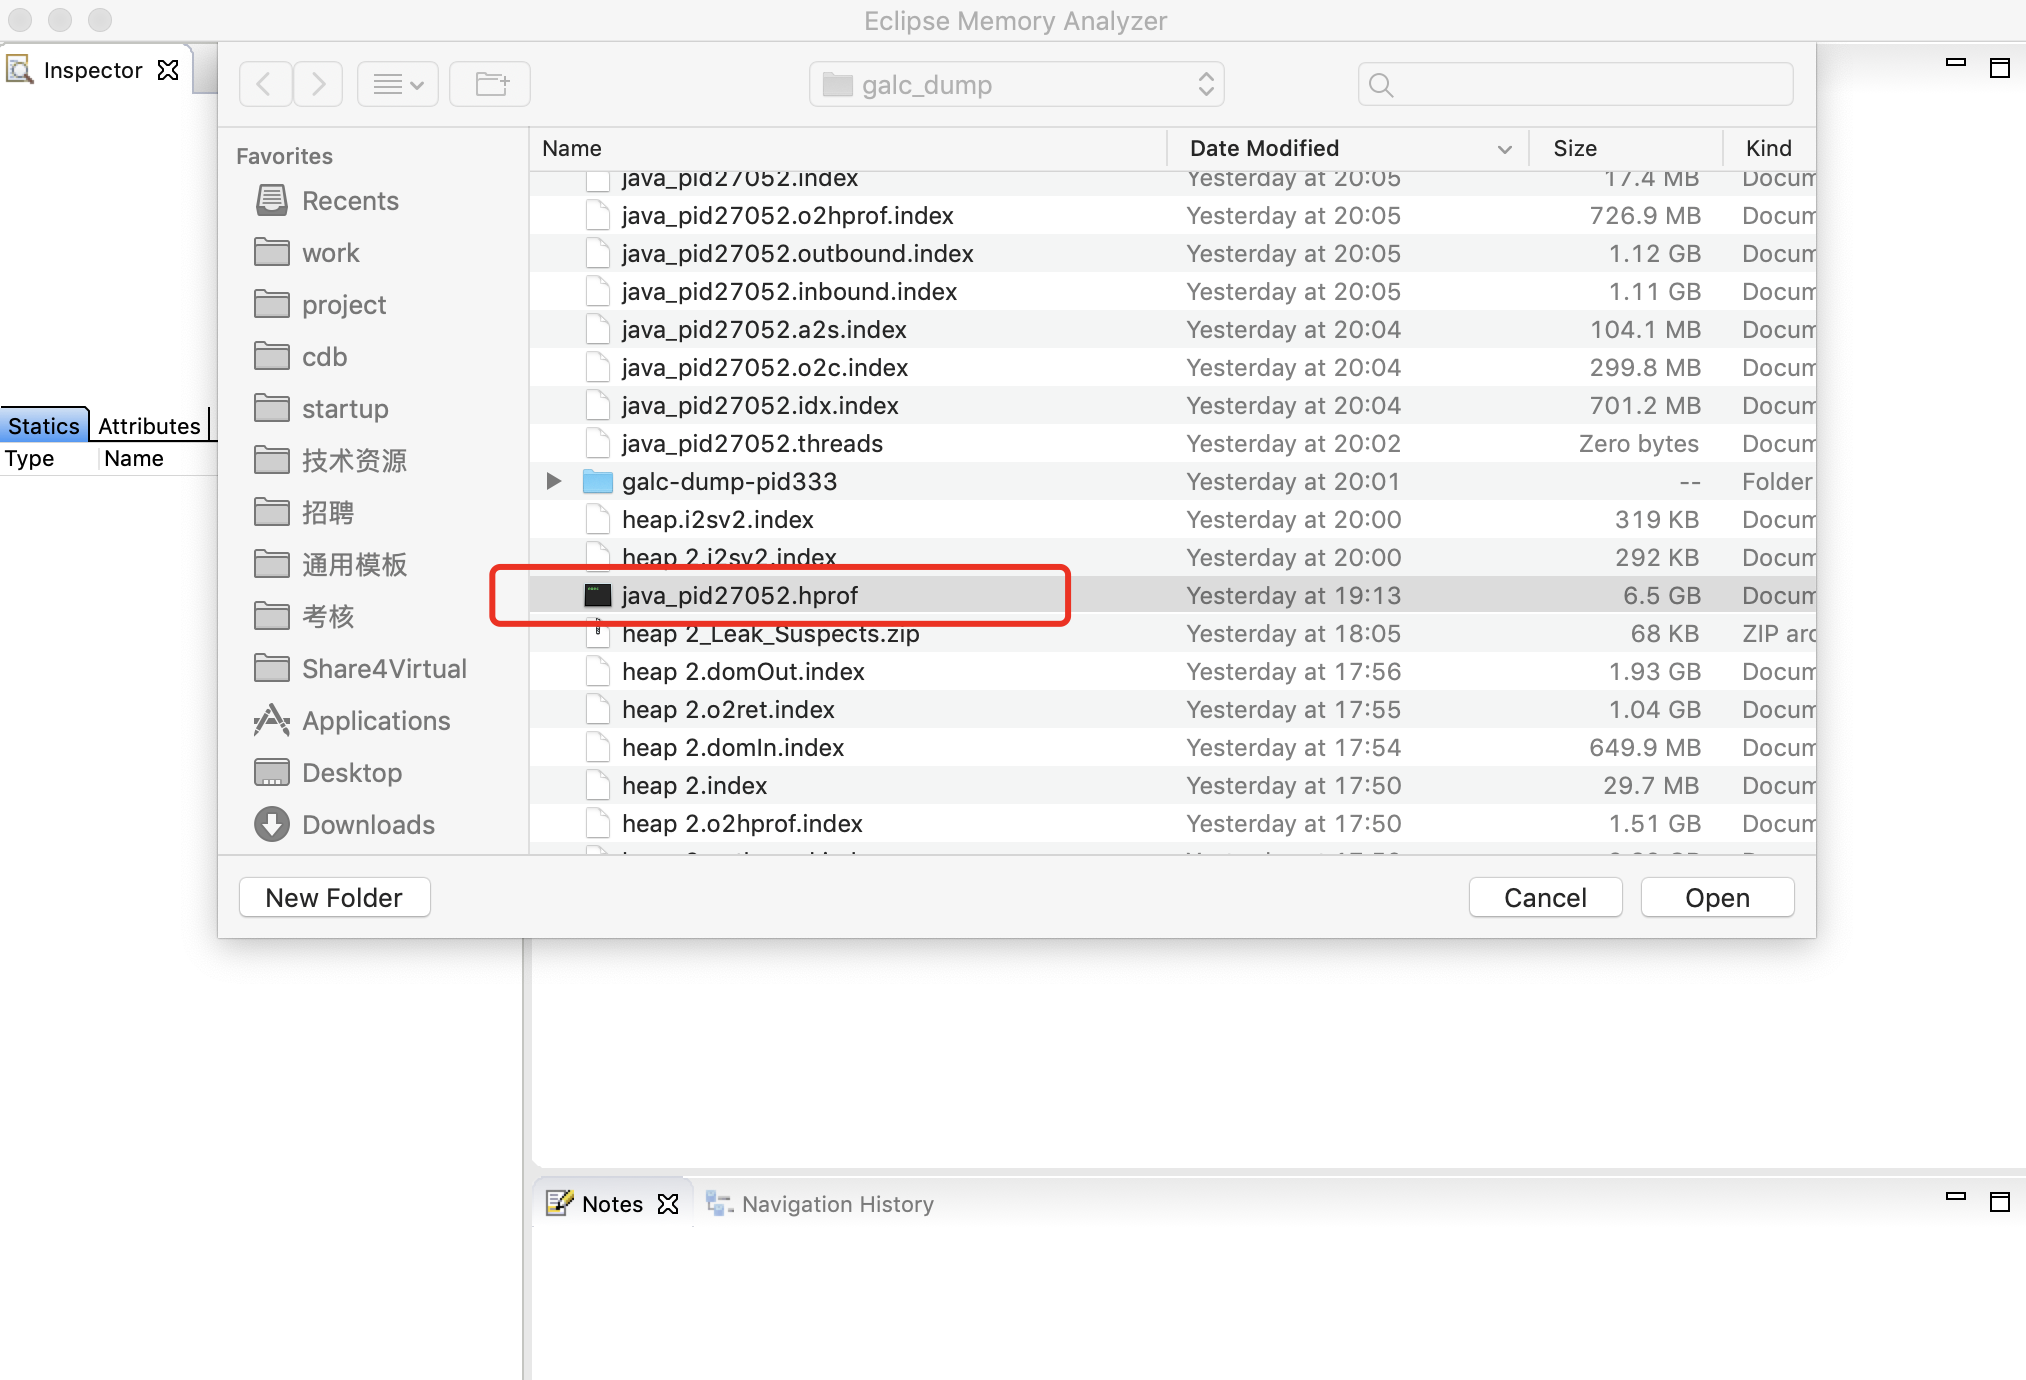 Eclipse Memory Analyzer
Inspector
galc_dump
Statics Attributes
Type Name
Favorites
Recents
work
project
cdb
startup
技术资源
招聘
通用模板
考核
Share4Virtual
Applications
Desktop
Downloads
Name Date Modified Size Kind
java_pid27052.index Yesterday at 20:05 17.4 MB Docum
java_pid27052.o2hprof.index Yesterday at 20:05 726.9 MB Docum
java_pid27052.outbound.index Yesterday at 20:05 1.12 GB Docum
java_pid27052.inbound.index Yesterday at 20:05 1.11 GB Docum
java_pid27052.a2s.index Yesterday at 20:04 104.1 MB Docum
java_pid27052.o2c.index Yesterday at 20:04 299.8 MB Docum
java_pid27052.idx.index Yesterday at 20:04 701.2 MB Docum
java_pid27052.threads Yesterday at 20:02 Zero bytes Docum
galc-dump-pid333 Yesterday at 20:01 -- Folder
heap.i2sv2.index Yesterday at 20:00 319 KB Docum
heap 2.i2sv2.index Yesterday at 20:00 292 KB Docum
java_pid27052.hprof Yesterday at 19:13 6.5 GB Docum
heap 2_Leak_Suspects.zip Yesterday at 18:05 68 KB ZIP arc
heap 2.domOut.index Yesterday at 17:56 1.93 GB Docum
heap 2.o2ret.index Yesterday at 17:55 1.04 GB Docum
heap 2.domIn.index Yesterday at 17:54 649.9 MB Docum
heap 2.index Yesterday at 17:50 29.7 MB Docum
heap 2.o2hprof.index Yesterday at 17:50 1.51 GB Docum
New Folder Cancel Open
Notes Navigation History